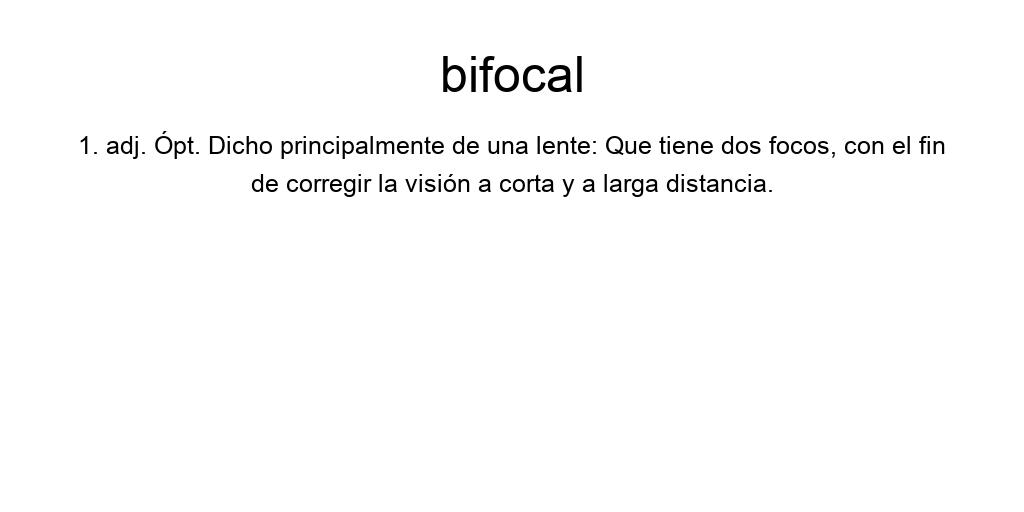 bifocal
1. adj. Ópt. Dicho principalmente de una lente: Que tiene dos focos, con el fin
de corregir la visión a corta y a larga distancia.